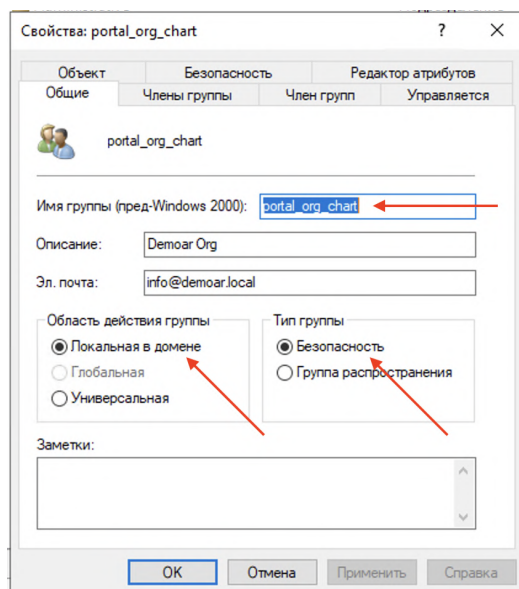 Свойства: portal_org_chart ? ×
Объект Безопасность Редактор атрибутов
Общие Члены группы Член групп Управляется
portal_org_chart
Имя группы (пред-Windows 2000): portal_org_chart
Описание: Demoar Org
Эл. почта: info@demoar.local
Область действия группы Тип группы
Локальная в домене Безопасность
Глобальная Группа распространения
Универсальная
Заметки:
OK Отмена Применить Справка